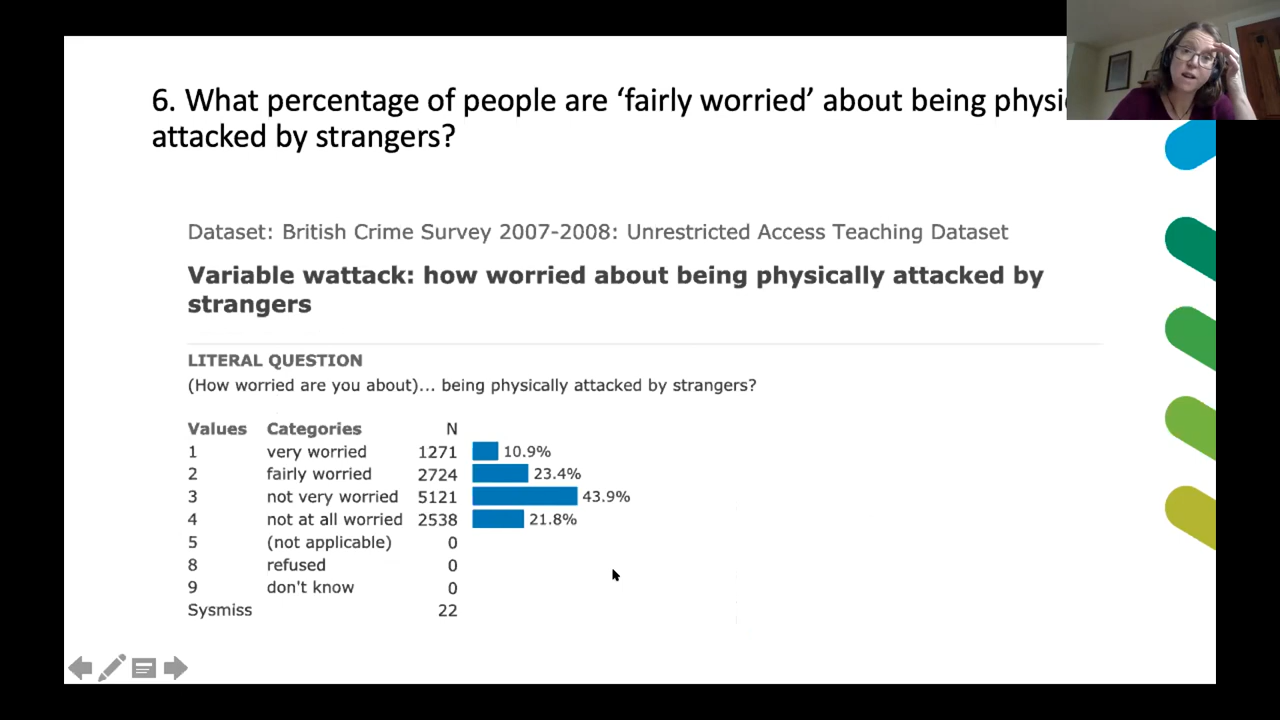 6. What percentage of people are ‘fairly worried’ about being
attacked by strangers?
Dataset: British Crime Survey 2007-2008: Unrestricted Access Teaching Dataset
Variable wattack: how worried about being physically attacked by
strangers
LITERAL QUESTION
(How worried are you about)... being physically attacked by strangers?
Values Categories N
1 very worried 1271 10.9%
2 fairly worried 2724 23.4%
3 not very worried 5121 43.9%
4 not at all worried 2538 21.8%
5 (not applicable) 0
8 refused 0
9 don't know 0
Sysmiss 22